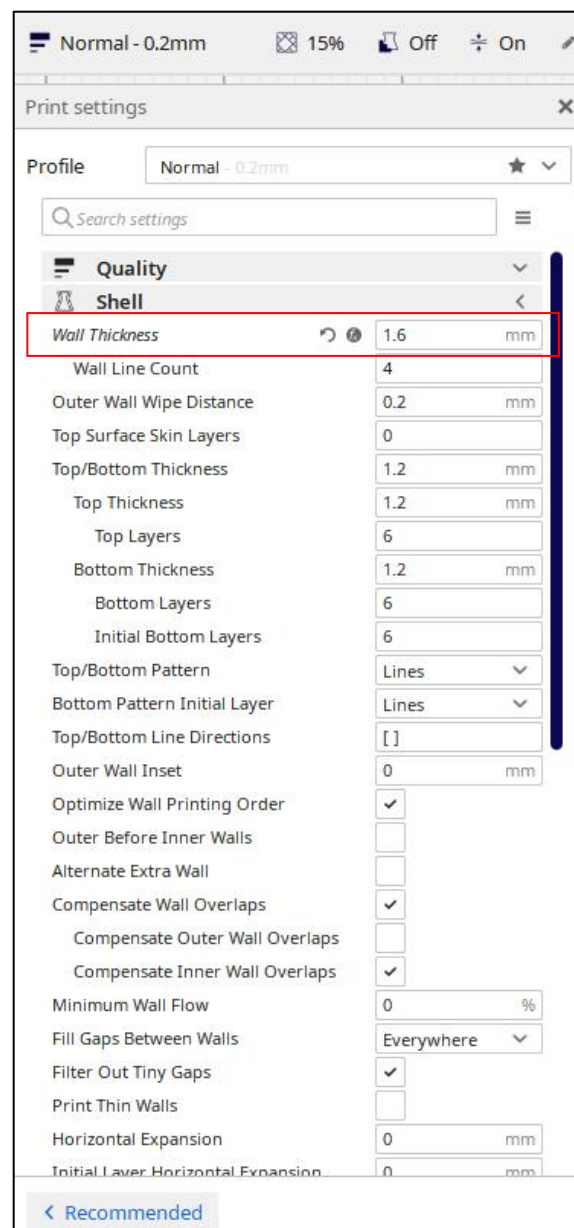 Normal - 0.2mm 15% Off On
Print settings
Profile Normal - 0.2mm
Search settings
Quality
Shell
Wall Thickness 1.6 mm
Wall Line Count 4
Outer Wall Wipe Distance 0.2 mm
Top Surface Skin Layers 0
Top/Bottom Thickness 1.2 mm
Top Thickness 1.2 mm
Top Layers 6
Bottom Thickness 1.2 mm
Bottom Layers 6
Initial Bottom Layers 6
Top/Bottom Pattern Lines
Bottom Pattern Initial Layer Lines
Top/Bottom Line Directions [ ]
Outer Wall Inset 0 mm
Optimize Wall Printing Order
Outer Before Inner Walls
Alternate Extra Wall
Compensate Wall Overlaps
Compensate Outer Wall Overlaps
Compensate Inner Wall Overlaps
Minimum Wall Flow 0 %
Fill Gaps Between Walls Everywhere
Filter Out Tiny Gaps
Print Thin Walls
Horizontal Expansion 0 mm
Initial Layer Horizontal Expansion 0 mm
Recommended